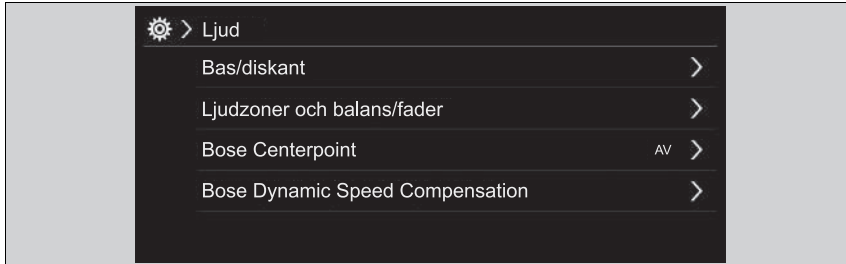 Ljud
Bas/diskant
Ljudzoner och balans/fader
Bose Centerpoint AV
Bose Dynamic Speed Compensation